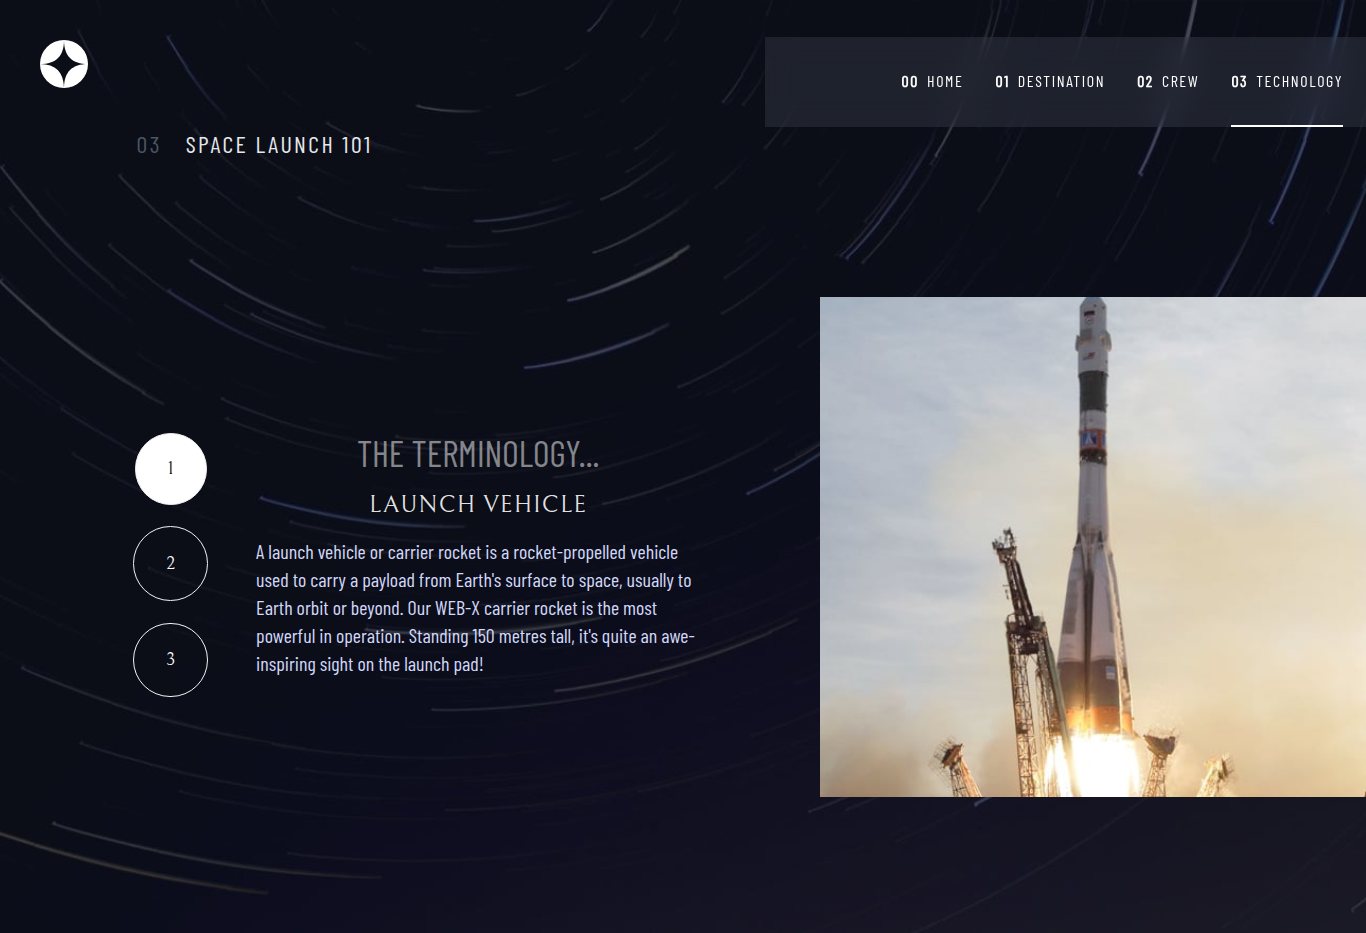 00 HOME 01 DESTINATION 02 CREW 03 TECHNOLOGY
03 SPACE LAUNCH 101
1
2
3
THE TERMINOLOGY...
LAUNCH VEHICLE
A launch vehicle or carrier rocket is a rocket-propelled vehicle
used to carry a payload from Earth's surface to space, usually to
Earth orbit or beyond. Our WEB-X carrier rocket is the most
powerful in operation. Standing 150 metres tall, it's quite an awe-
inspiring sight on the launch pad!